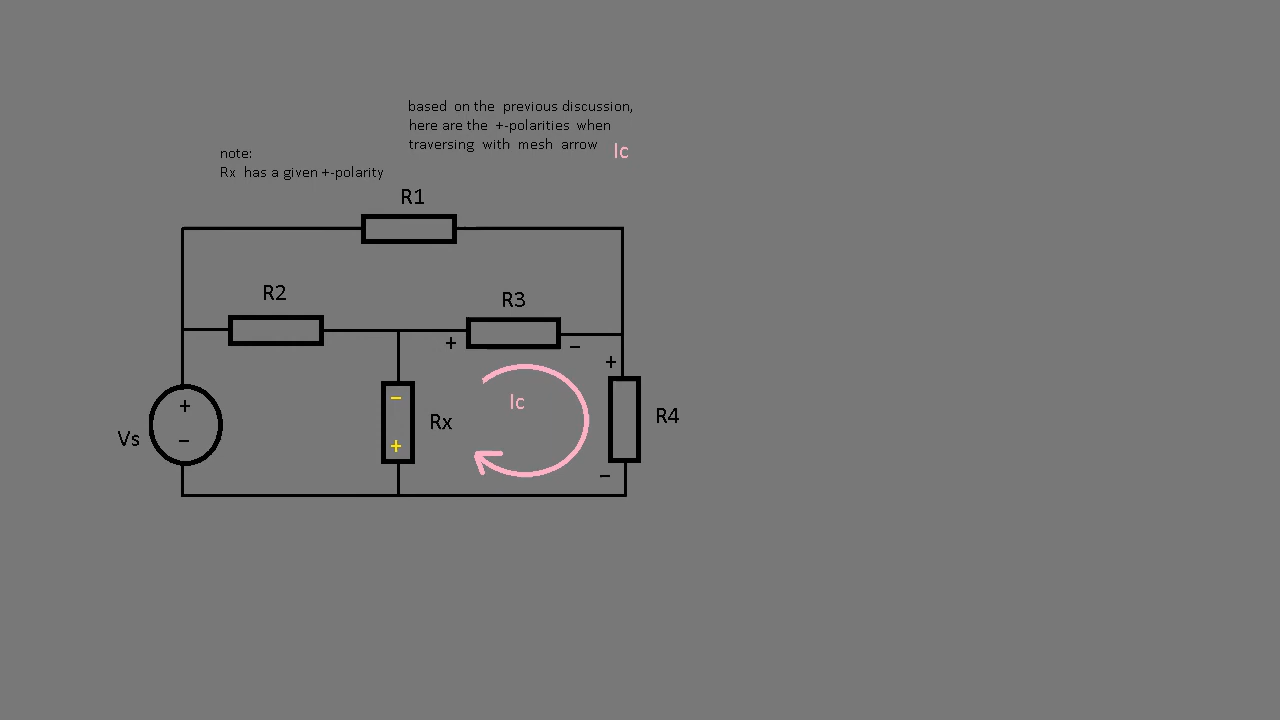 based on the previous discussion,
here are the +-polarities when
traversing with mesh arrow Ic
note:
Rx has a given +-polarity
R1
R2
R3
+ −
+
−
+
Ic
Rx
R4
Vs
+
−
−